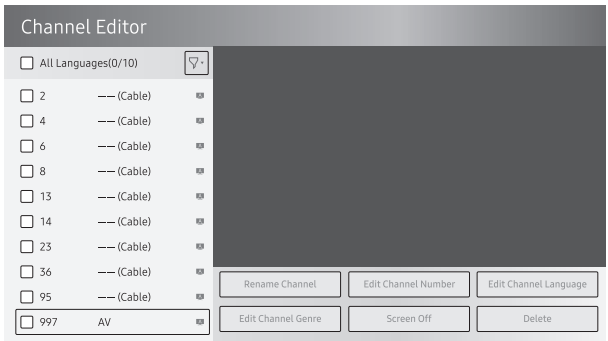 Channel Editor
All Languages(0/10)
2 —— (Cable)
4 —— (Cable)
6 —— (Cable)
8 —— (Cable)
13 —— (Cable)
14 —— (Cable)
23 —— (Cable)
36 —— (Cable)
95 —— (Cable)
997 AV
Rename Channel Edit Channel Number Edit Channel Language
Edit Channel Genre Screen Off Delete